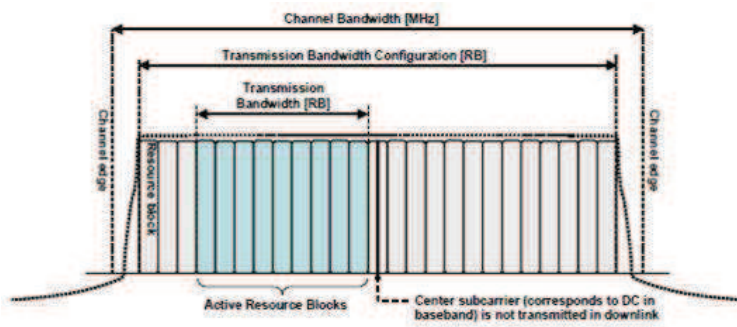 Channel Bandwidth [MHz]
Transmission Bandwidth Configuration [RB]
Transmission
Bandwidth [RB]
Channel edge
Resource block
Channel edge
Active Resource Blocks
Center subcarrier (corresponds to DC in
baseband) is not transmitted in downlink